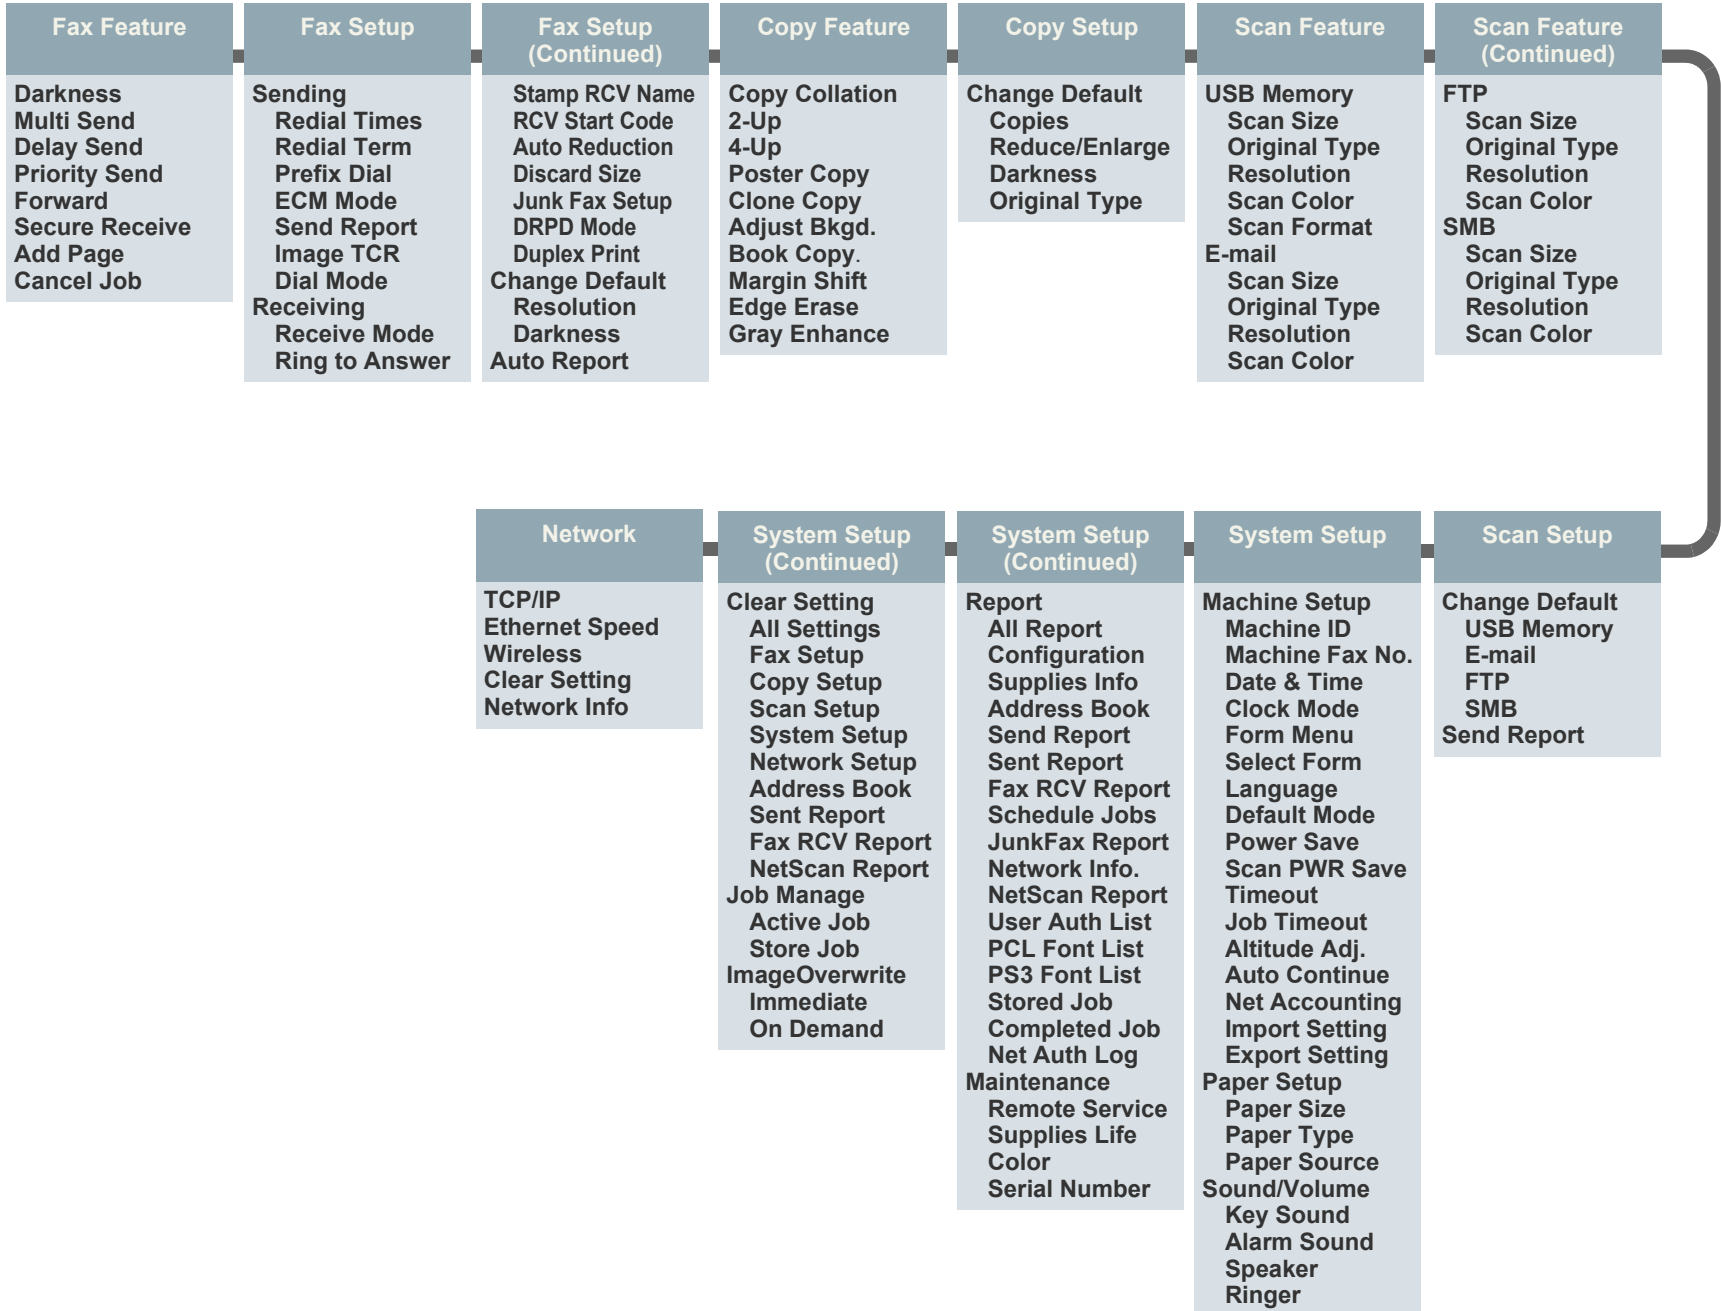 Fax Feature
Darkness
Multi Send
Delay Send
Priority Send
Forward
Secure Receive
Add Page
Cancel Job
Fax Setup
Sending
Redial Times
Redial Term
Prefix Dial
ECM Mode
Send Report
Image TCR
Dial Mode
Receiving
Receive Mode
Ring to Answer
Fax Setup
(Continued)
Stamp RCV Name
RCV Start Code
Auto Reduction
Discard Size
Junk Fax Setup
DRPD Mode
Duplex Print
Change Default
Resolution
Darkness
Auto Report
Copy Feature
Copy Collation
2-Up
4-Up
Poster Copy
Clone Copy
Adjust Bkgd.
Book Copy.
Margin Shift
Edge Erase
Gray Enhance
Copy Setup
Change Default
Copies
Reduce/Enlarge
Darkness
Original Type
Scan Feature
USB Memory
Scan Size
Original Type
Resolution
Scan Color
Scan Format
E-mail
Scan Size
Original Type
Resolution
Scan Color
Scan Feature
(Continued)
FTP
Scan Size
Original Type
Resolution
Scan Color
SMB
Scan Size
Original Type
Resolution
Scan Color
Network
TCP/IP
Ethernet Speed
Wireless
Clear Setting
Network Info
System Setup
(Continued)
Clear Setting
All Settings
Fax Setup
Copy Setup
Scan Setup
System Setup
Network Setup
Address Book
Sent Report
Fax RCV Report
NetScan Report
Job Manage
Active Job
Store Job
ImageOverwrite
Immediate
On Demand
System Setup
(Continued)
Report
All Report
Configuration
Supplies Info
Address Book
Send Report
Sent Report
Fax RCV Report
Schedule Jobs
JunkFax Report
Network Info.
NetScan Report
User Auth List
PCL Font List
PS3 Font List
Stored Job
Completed Job
Net Auth Log
Maintenance
Remote Service
Supplies Life
Color
Serial Number
System Setup
Machine Setup
Machine ID
Machine Fax No.
Date & Time
Clock Mode
Form Menu
Select Form
Language
Default Mode
Power Save
Scan PWR Save
Timeout
Job Timeout
Altitude Adj.
Auto Continue
Net Accounting
Import Setting
Export Setting
Paper Setup
Paper Size
Paper Type
Paper Source
Sound/Volume
Key Sound
Alarm Sound
Speaker
Ringer
Scan Setup
Change Default
USB Memory
E-mail
FTP
SMB
Send Report